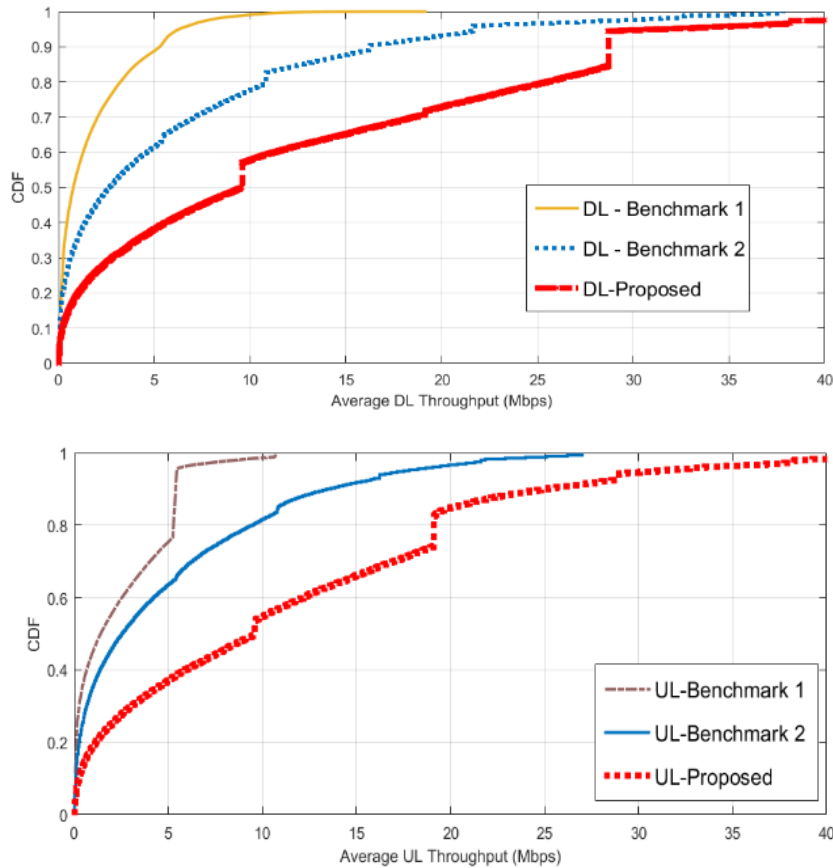 1
0.9
0.8
0.7
0.6
0.5
0.4
0.3
0.2
0.1
0
CDF
DL - Benchmark 1
DL - Benchmark 2
DL-Proposed
0 5 10 15 20 25 30 35 40
Average DL Throughput (Mbps)
1
0.8
0.6
0.4
0.2
0
CDF
UL-Benchmark 1
UL-Benchmark 2
UL-Proposed
0 5 10 15 20 25 30 35 40
Average UL Throughput (Mbps)